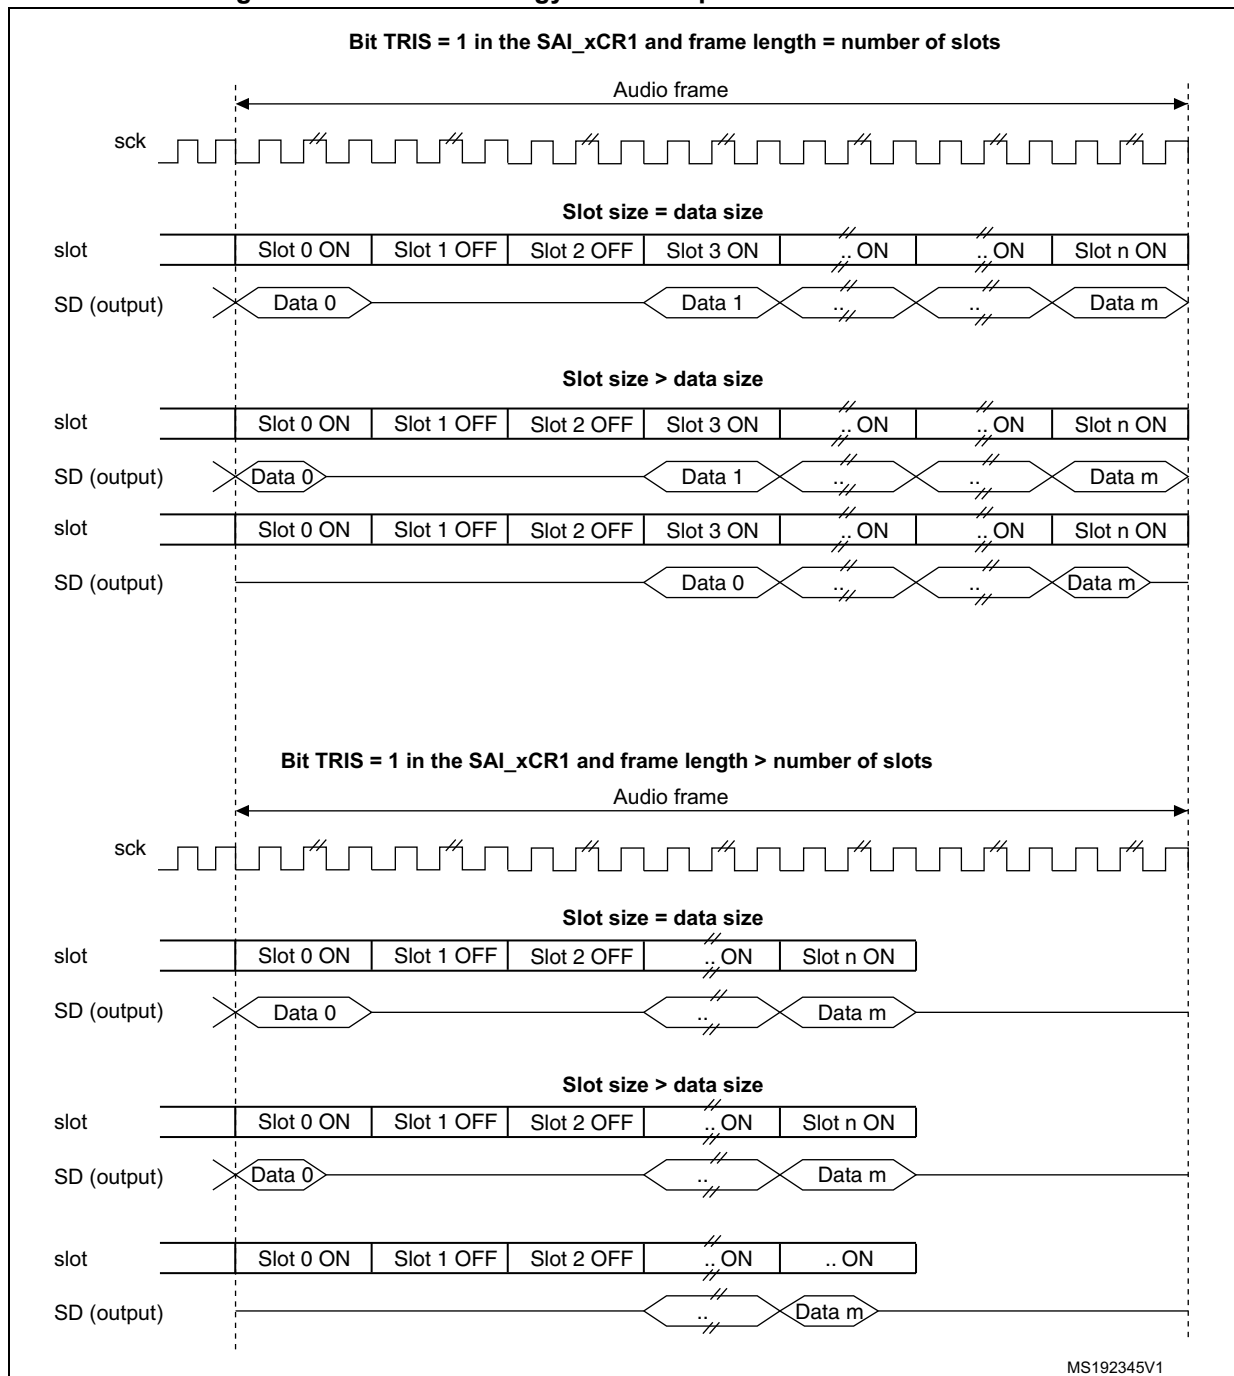 Bit TRIS = 1 in the SAI_xCR1 and frame length = number of slots
Audio frame
sck
Slot size = data size
slot Slot 0 ON Slot 1 OFF Slot 2 OFF Slot 3 ON .. ON .. ON Slot n ON
SD (output) Data 0 Data 1 .. .. Data m
Slot size > data size
slot Slot 0 ON Slot 1 OFF Slot 2 OFF Slot 3 ON .. ON .. ON Slot n ON
SD (output) Data 0 Data 1 .. .. Data m
slot Slot 0 ON Slot 1 OFF Slot 2 OFF Slot 3 ON .. ON .. ON Slot n ON
SD (output) Data 0 .. .. Data m
Bit TRIS = 1 in the SAI_xCR1 and frame length > number of slots
Audio frame
sck
Slot size = data size
slot Slot 0 ON Slot 1 OFF Slot 2 OFF .. ON Slot n ON
SD (output) Data 0 .. Data m
Slot size > data size
slot Slot 0 ON Slot 1 OFF Slot 2 OFF .. ON Slot n ON
SD (output) Data 0 .. Data m
slot Slot 0 ON Slot 1 OFF Slot 2 OFF .. ON .. ON
SD (output) .. Data m
MS192345V1